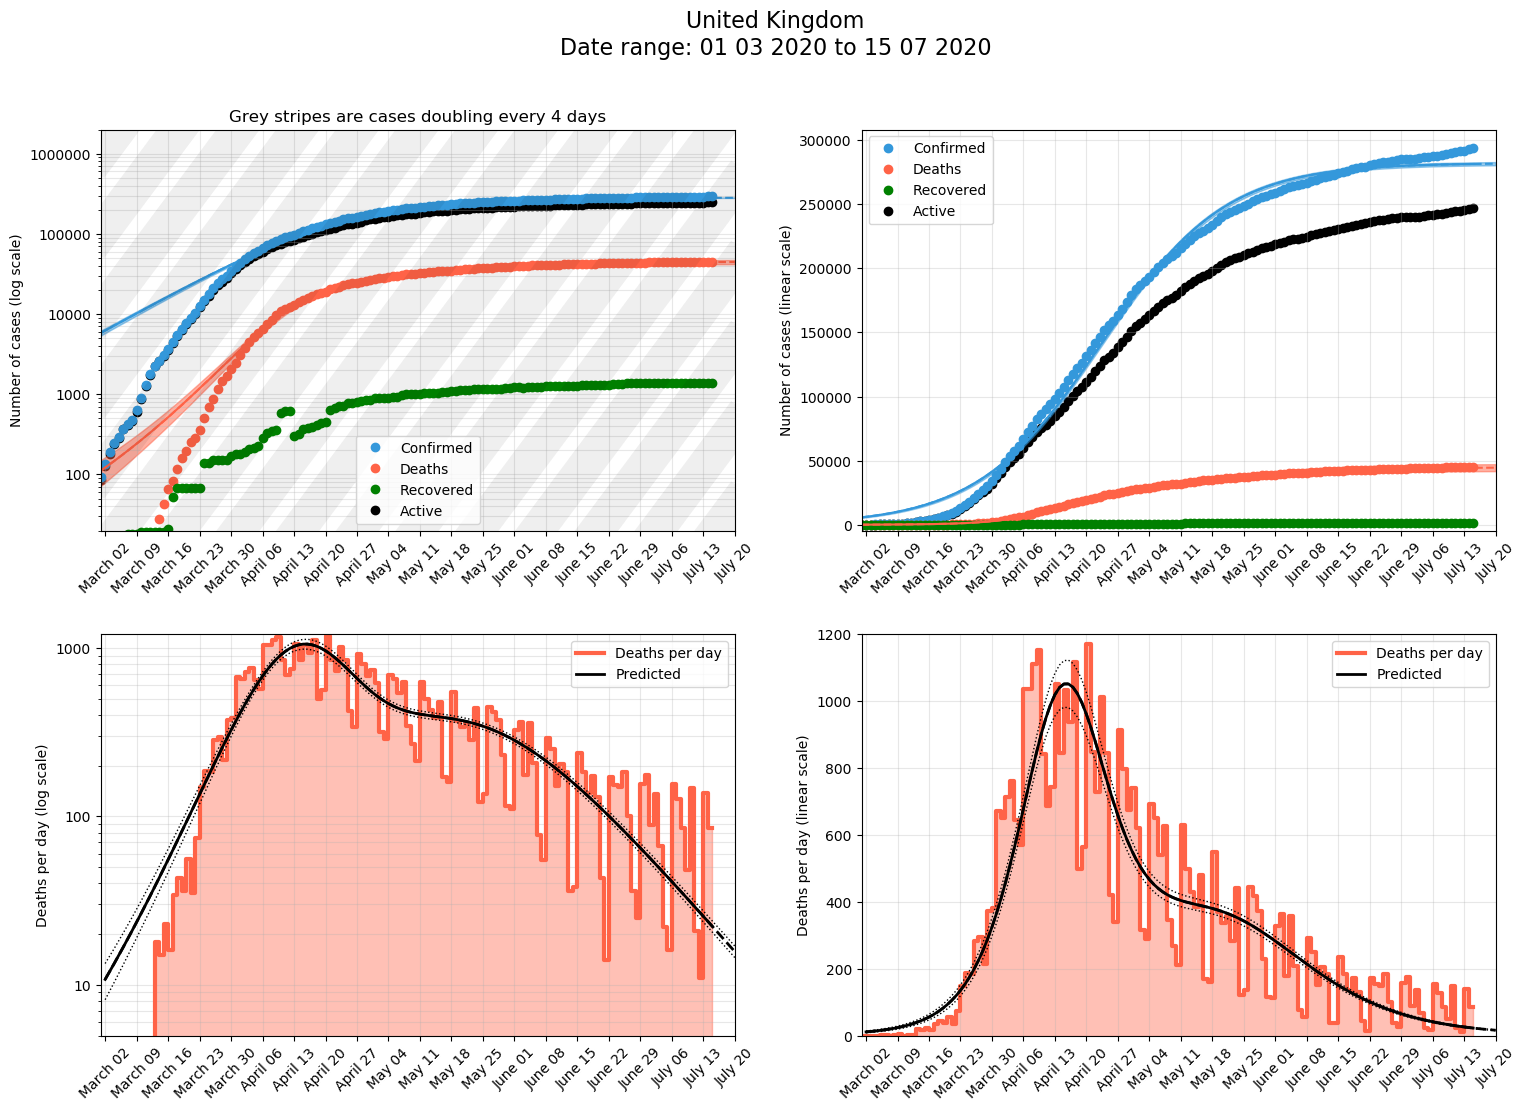 United Kingdom
Date range: 01 03 2020 to 15 07 2020
Grey stripes are cases doubling every 4 days
Number of cases (log scale)
1000000
100000
10000
1000
100
Confirmed
Deaths
Recovered
Active
March 02
March 09
March 16
March 23
March 30
April 06
April 13
April 20
April 27
May 04
May 11
May 18
May 25
June 01
June 08
June 15
June 22
June 29
July 06
July 13
July 20
Number of cases (linear scale)
300000
250000
200000
150000
100000
50000
0
Confirmed
Deaths
Recovered
Active
March 02
March 09
March 16
March 23
March 30
April 06
April 13
April 20
April 27
May 04
May 11
May 18
May 25
June 01
June 08
June 15
June 22
June 29
July 06
July 13
July 20
Deaths per day (log scale)
1000
100
10
Deaths per day
Predicted
March 02
March 09
March 16
March 23
March 30
April 06
April 13
April 20
April 27
May 04
May 11
May 18
May 25
June 01
June 08
June 15
June 22
June 29
July 06
July 13
July 20
Deaths per day (linear scale)
1200
1000
800
600
400
200
0
Deaths per day
Predicted
March 02
March 09
March 16
March 23
March 30
April 06
April 13
April 20
April 27
May 04
May 11
May 18
May 25
June 01
June 08
June 15
June 22
June 29
July 06
July 13
July 20